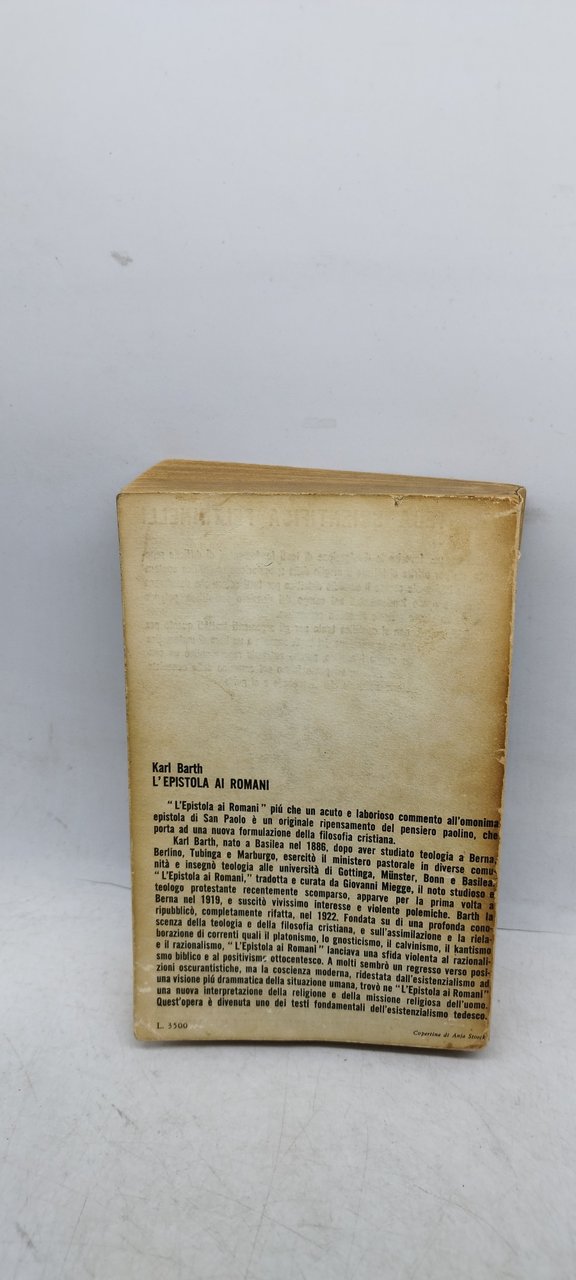 Karl Barth
L'EPISTOLA AI ROMANI
"L'Epistola ai Romani" piú che un acuto e laborioso commento all'omonima
epistola di San Paolo è un originale ripensamento del pensiero paolino, che
porta ad una nuova formulazione della filosofia cristiana.
Karl Barth, nato a Basilea nel 1886, dopo aver studiato teologia a Berna,
Berlino, Tubinga e Marburgo, esercitò il ministero pastorale in diverse comu-
nità e insegnò teologia alle università di Gottinga, Münster, Bonn e Basilea.
"L'Epistola ai Romani," tradotta e curata da Giovanni Miegge, il noto studioso e
teologo protestante recentemente scomparso, apparve per la prima volta a
Berna nel 1919, e suscitò vivissimo interesse e violente polemiche. Barth la
ripubblicò, completamente rifatta, nel 1922. Fondata su di una profonda cono-
scenza della teologia e della filosofia cristiana, e sull'assimilazione e la riela-
borazione di correnti quali il platonismo, lo gnosticismo, il calvinismo, il kantismo
e il razionalismo, "L'Epistola ai Romani" lanciava una sfida violenta al razionali-
smo biblico e al positivismo ottocentesco. A molti sembrò un regresso verso posi-
zioni oscurantistiche, ma la coscienza moderna, ridestata dall'esistenzialismo ad
una visione piú drammatica della situazione umana, trovò ne "L'Epistola ai Romani"
una nuova interpretazione della religione e della missione religiosa dell'uomo.
Quest'opera è divenuta uno dei testi fondamentali dell'esistenzialismo tedesco.
L. 3500
Copertina di Anja